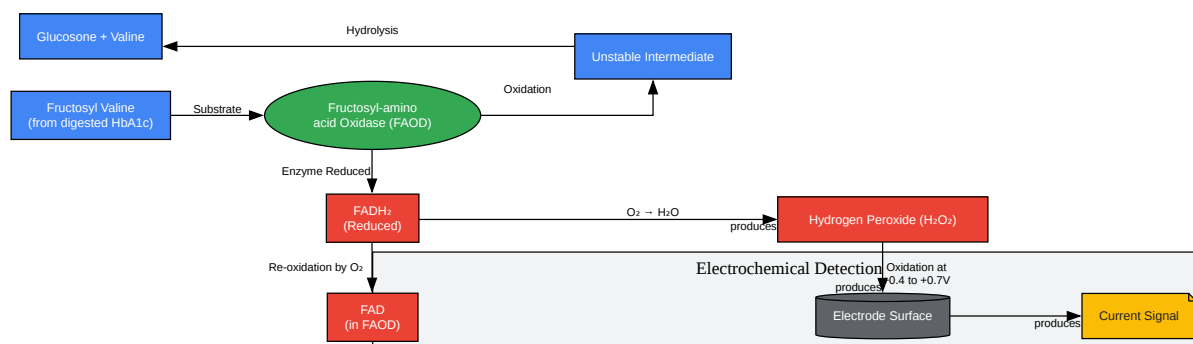 Glucosone + Valine
Hydrolysis
Unstable Intermediate
Fructosyl Valine
(from digested HbA1c)
Substrate
Fructosyl-amino
acid Oxidase (FAOD)
Oxidation
Enzyme Reduced
FADH₂
(Reduced)
O₂ → H₂O
produces
Hydrogen Peroxide (H₂O₂)
Re-oxidation by O₂
Electrochemical Detection
Oxidation at
0.4 to +0.7V
produces
FAD
(in FAOD)
Electrode Surface
produces
Current Signal